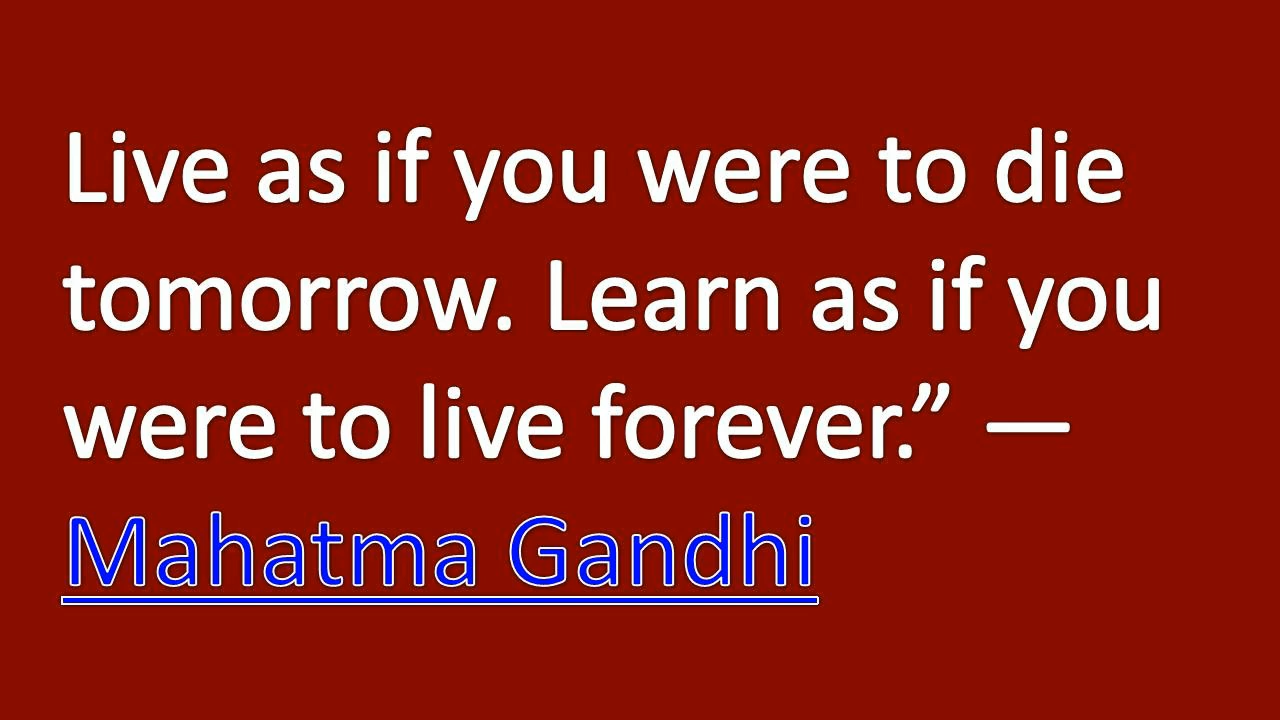 Live as if you were to die
tomorrow. Learn as if you
were to live forever.” —
Mahatma Gandhi